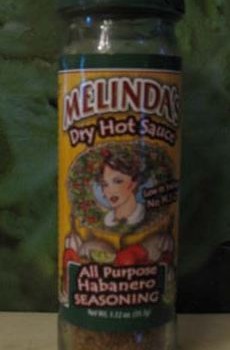 MELINDA'S
Dry Hot Sauce
All Purpose
Habanero
SEASONING